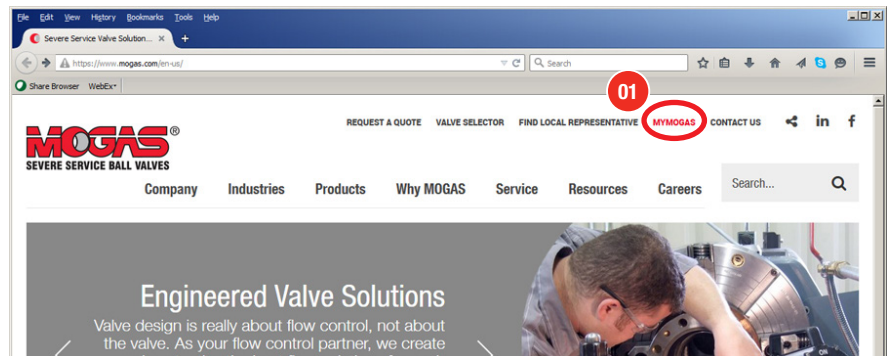 File Edit View History Bookmarks Tools Help
Severe Service Valve Solution... × +
https://www.mogas.com/en-us/
Search
Share Browser WebEx
01
REQUEST A QUOTE VALVE SELECTOR FIND LOCAL REPRESENTATIVE MYMOGAS CONTACT US in f
MOGAS®
SEVERE SERVICE BALL VALVES
Company Industries Products Why MOGAS Service Resources Careers
Search...
Engineered Valve Solutions
Valve design is really about flow control, not about
the valve. As your flow control partner, we create